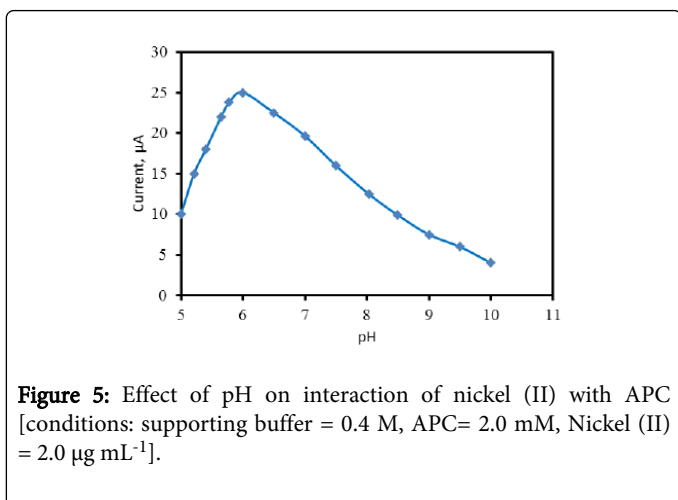 30
25
20
15
10
5
0
Current, µA
5 6 7 8 9 10 11
pH
Figure 5: Effect of pH on interaction of nickel (II) with APC
[conditions: supporting buffer = 0.4 M, APC= 2.0 mM, Nickel (II)
= 2.0 µg mL⁻¹].